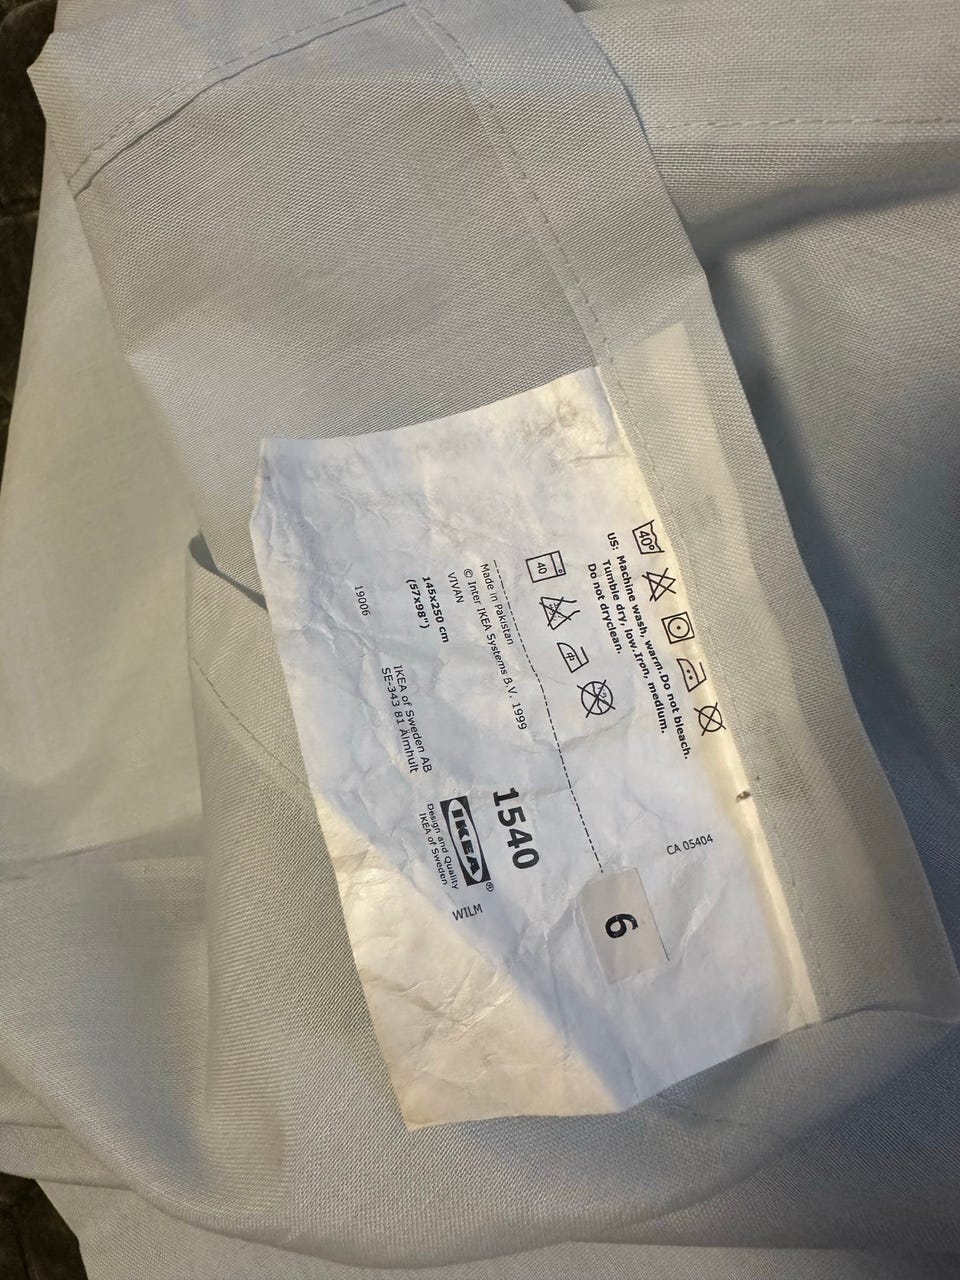 40°
US: Machine wash, warm.Do not bleach.
Tumble dry, low.Iron, medium.
Do not dryclean.
40
Made in Pakistan
© Inter IKEA Systems B.V. 1999
VIVAN
145x250 cm
(57x98")
19006
IKEA of Sweden AB
SE-343 81 Älmhult
1540
IKEA®
Design and Quality
IKEA of Sweden
WILM
CA 05404
6